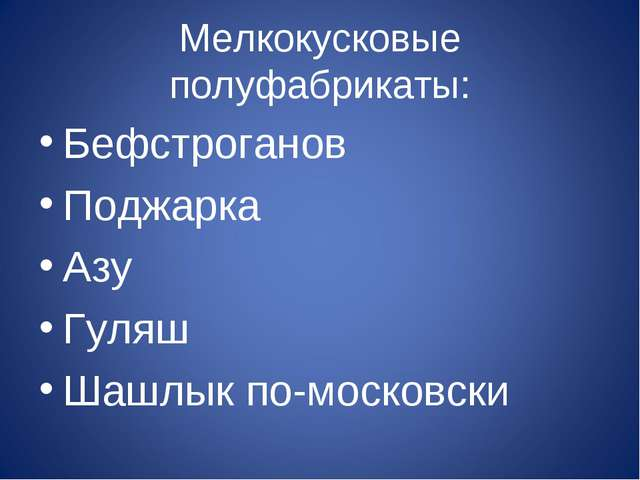 Мелкокусковые
полуфабрикаты:
• Бефстроганов
• Поджарка
• Азу
• Гуляш
• Шашлык по-московски